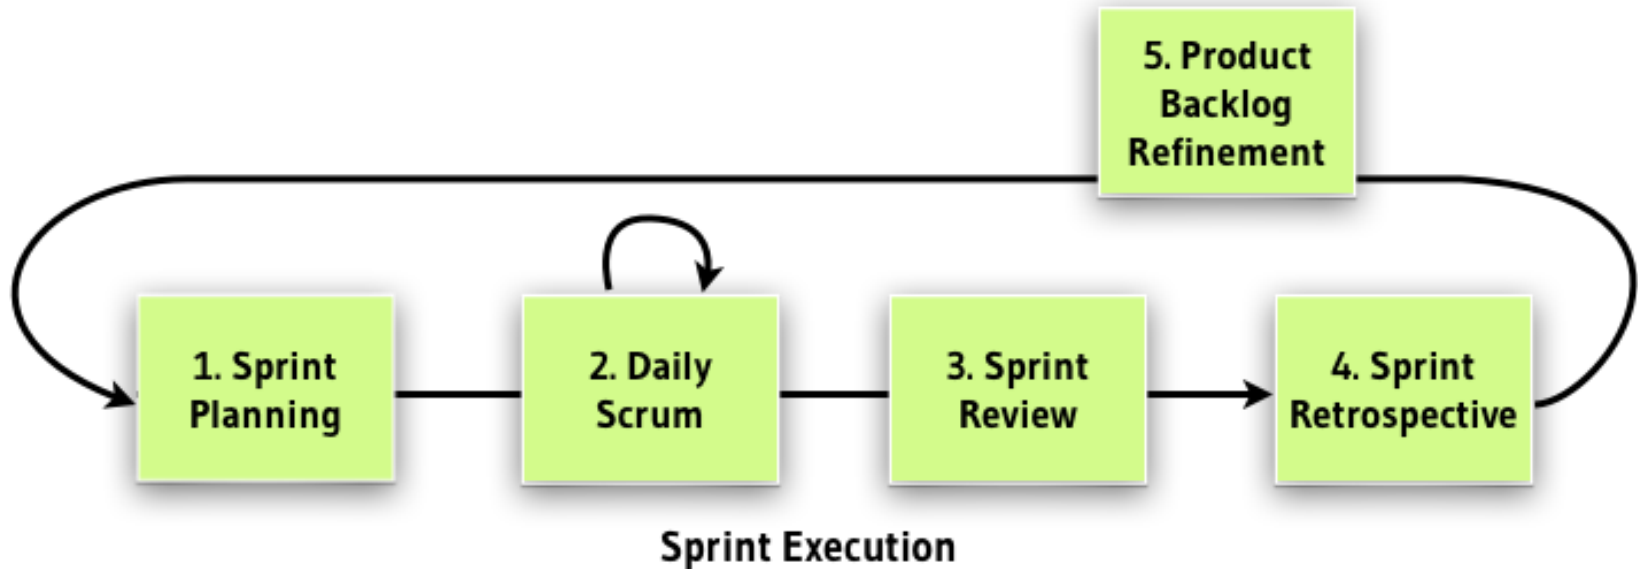 5. Product
Backlog
Refinement
1. Sprint
Planning
2. Daily
Scrum
3. Sprint
Review
4. Sprint
Retrospective
Sprint Execution